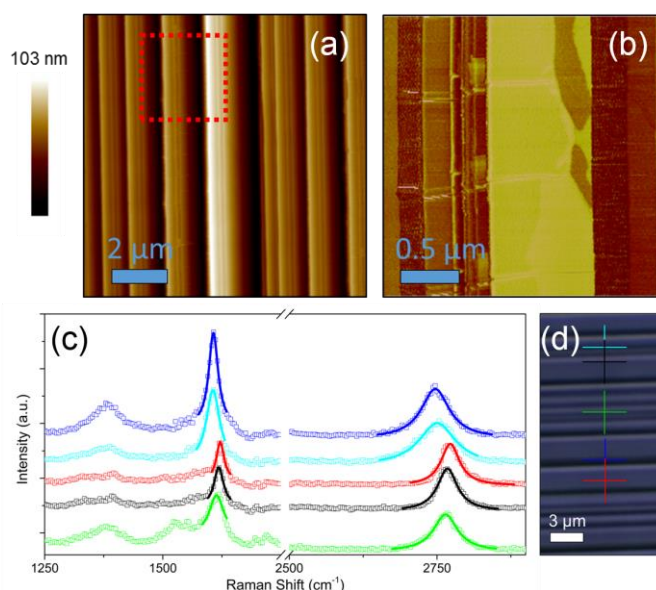 103 nm
(a)
2 μm
(b)
0.5 μm
(c)
Intensity (a.u.)
1250
1500
2500
2750
Raman Shift (cm⁻¹)
(d)
3 μm